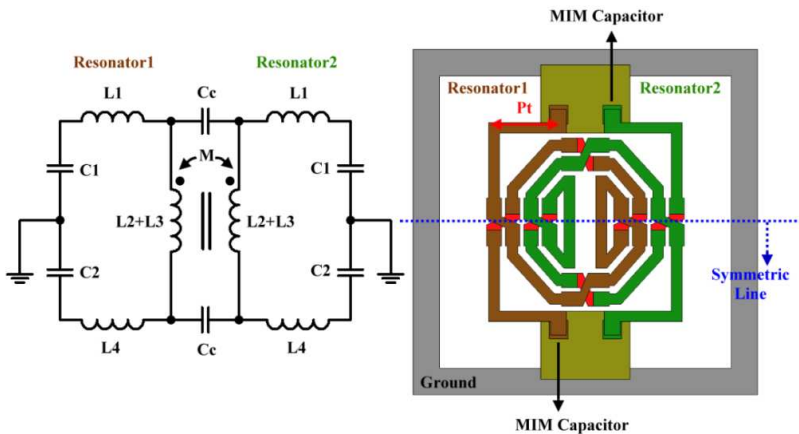 Resonator1
Cc
Resonator2
L1
L1
C1
M
C1
L2+L3
L2+L3
C2
C2
L4
Cc
L4
MIM Capacitor
Resonator1
Resonator2
Pt
Symmetric
Line
Ground
MIM Capacitor